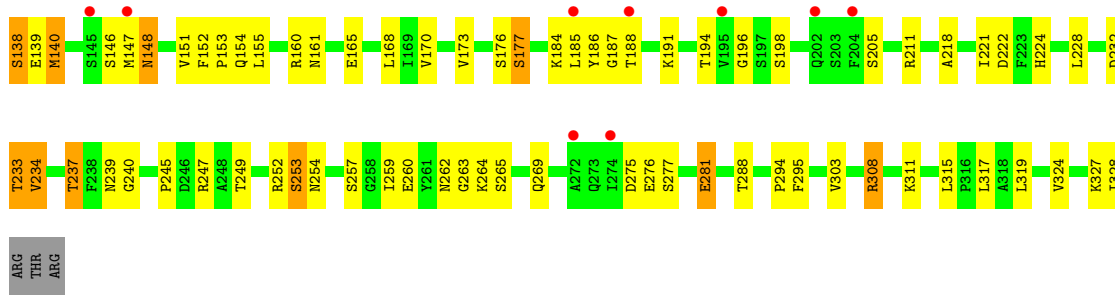 S138 E139 M140 S145 S146 M147 N148 V151 F152 P153 Q154 L155 R160 N161 E165 L168 I169 V170 V173 S176 S177 K184 L185 Y186 G187 T188 K191 T194 V195 G196 S197 S198 Q202 S203 F204 S205 R211 A218 I221 D222 F223 H224 L228
T233 V234 T237 F238 N239 G240 P245 D246 R247 A248 T249 R252 S253 N254 S257 G258 I259 E260 Y261 N262 G263 K264 S265 Q269 A272 Q273 I274 D275 E276 S277 E281 T288 P294 F295 V303 R308 K311 L315 P316 L317 A318 L319 V324 K327
ARG THR ARG